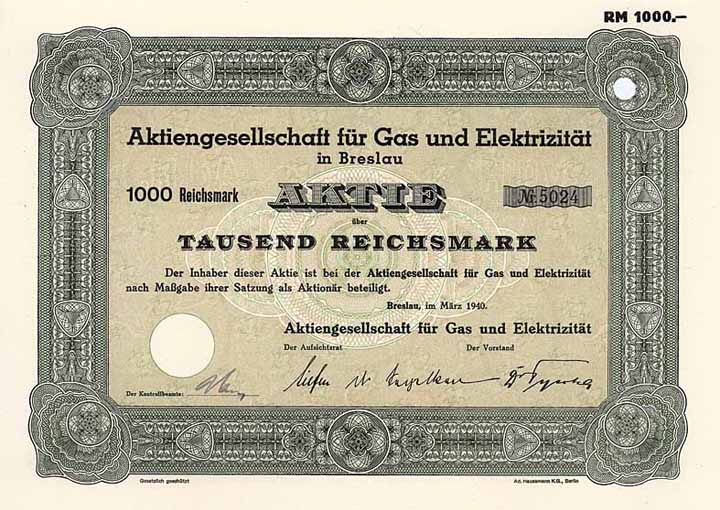 RM 1000.—
Aktiengesellschaft für Gas und Elektrizität
in Breslau
1000 Reichsmark AKTIE № 5024
über
TAUSEND REICHSMARK
Der Inhaber dieser Aktie ist bei der Aktiengesellschaft für Gas und Elektrizität
nach Maßgabe ihrer Satzung als Aktionär beteiligt.
Breslau, im März 1940.
Aktiengesellschaft für Gas und Elektrizität
Der Aufsichtsrat Der Vorstand
Der Kontrollbeamte:
Gesetzlich geschützt Ad. Haussmann K.G., Berlin